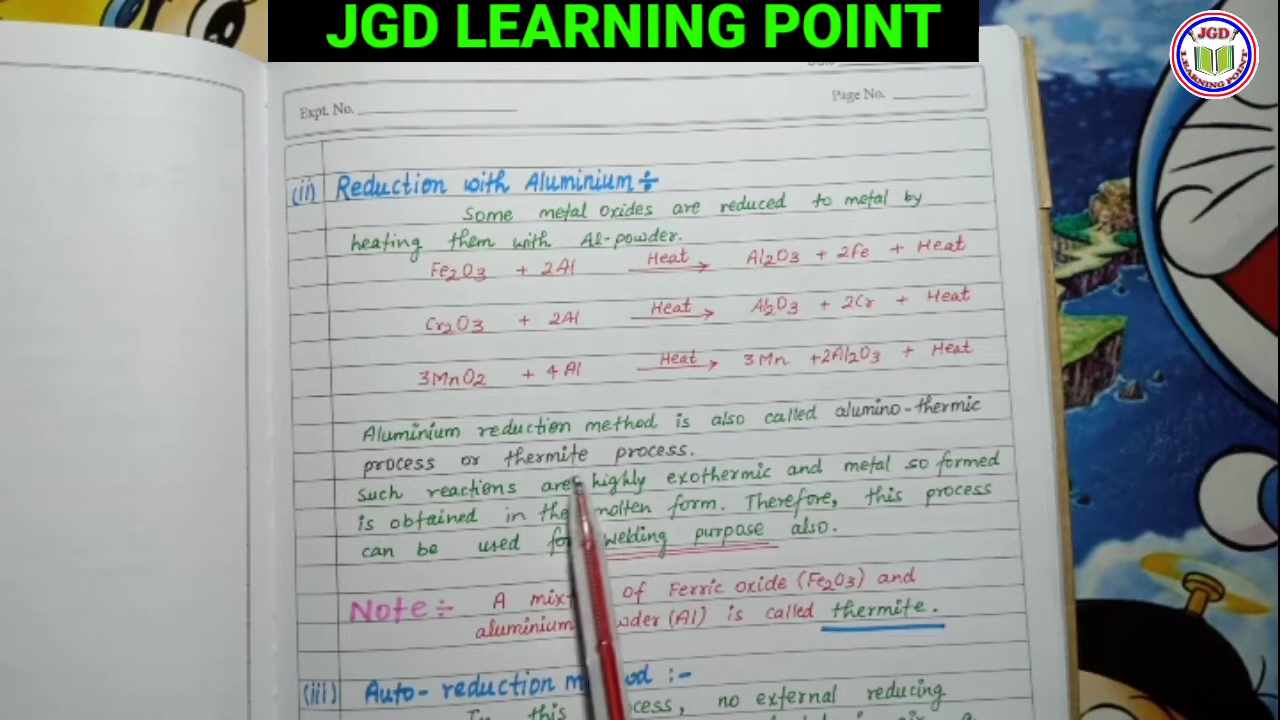 JGD LEARNING POINT
JGD
LEARNING POINT
Expt. No.
Page No.
(ii) Reduction with Aluminium ÷
Some metal oxides are reduced to metal by
heating them with Al-powder.
Fe2O3 + 2Al Heat → Al2O3 + 2Fe + Heat
Cr2O3 + 2Al Heat → Al2O3 + 2Cr + Heat
3MnO2 + 4Al Heat → 3Mn + 2Al2O3 + Heat
Aluminium reduction method is also called alumino-thermic
process or thermite process.
Such reactions are highly exothermic and metal so formed
is obtained in the molten form. Therefore, this process
can be used for welding purpose also.
Note ÷ A of Ferric oxide (Fe2O3) and
aluminium (Al) is called thermite.
(iii) Auto-reduction :-
In this no external reducing